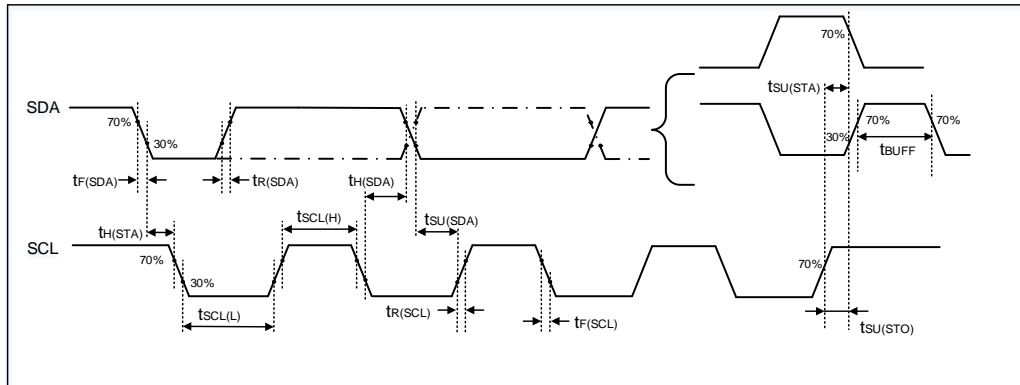 70%
tSU(STA)
SDA
70%
30%
30%
70%
70%
tBUFF
tF(SDA)
tR(SDA)
tH(SDA)
tH(STA)
tSCL(H)
tSU(SDA)
SCL
70%
30%
70%
tSCL(L)
tR(SCL)
tF(SCL)
tSU(STO)